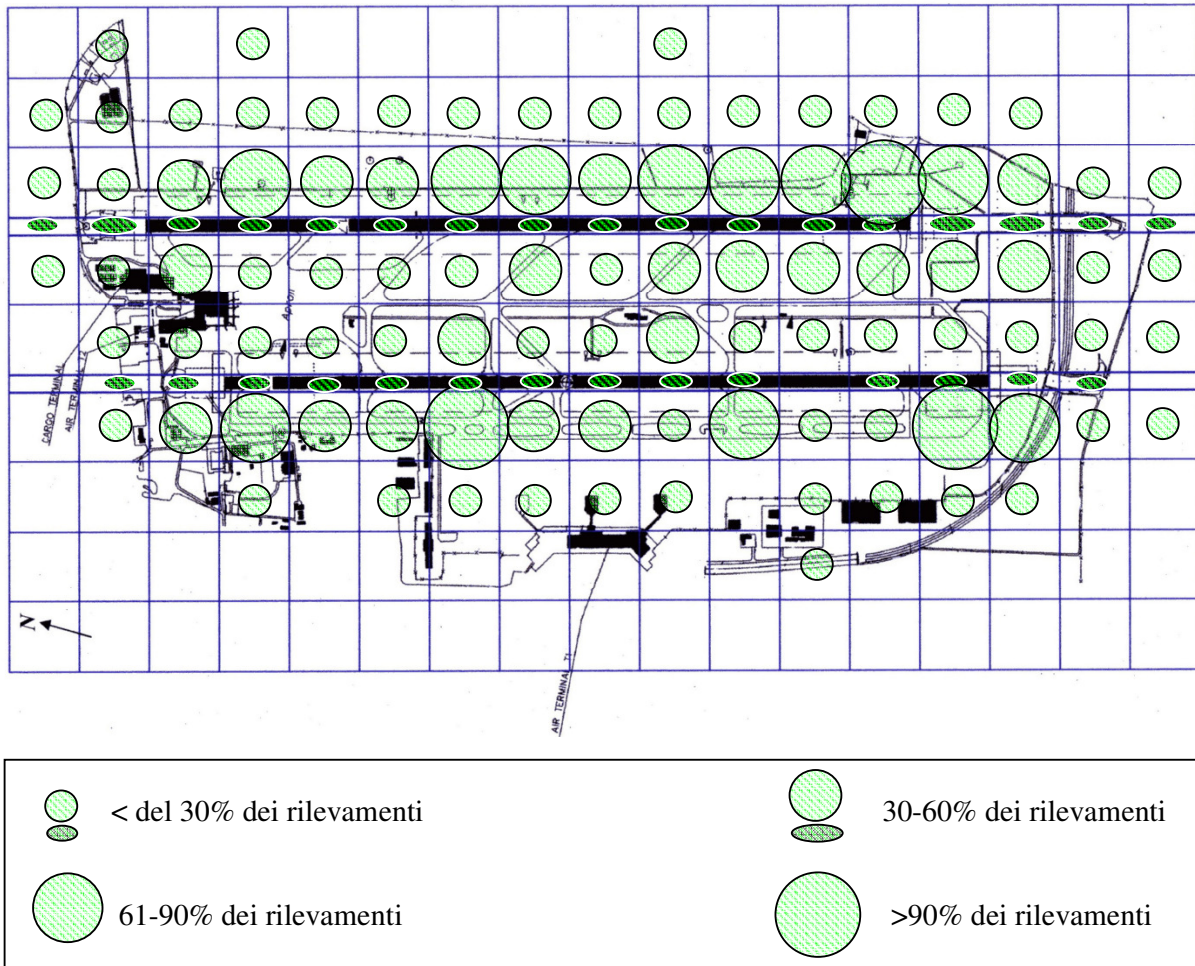 Apron
CARGO TERMINAL
AIR TERMINAL T2
N
AIR TERMINAL T1
< del 30% dei rilevamenti
30-60% dei rilevamenti
61-90% dei rilevamenti
>90% dei rilevamenti